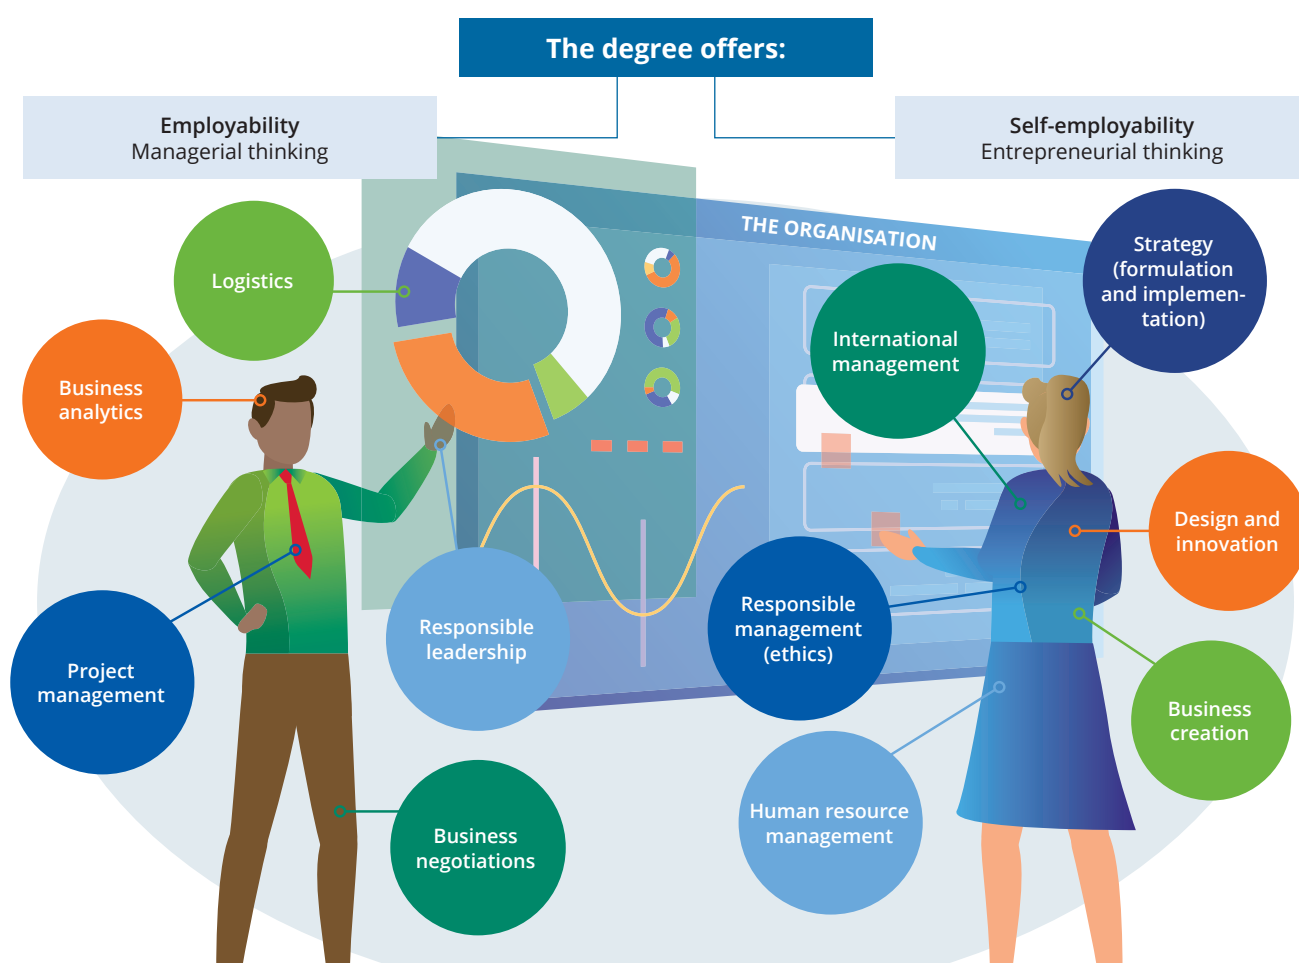 The degree offers:
Employability
Managerial thinking
Self-employability
Entrepreneurial thinking
THE ORGANISATION
Logistics
Business
analytics
Project
management
Responsible
leadership
Business
negotiations
Strategy
(formulation
and implemen-
tation)
International
management
Design and
innovation
Responsible
management
(ethics)
Business
creation
Human resource
management